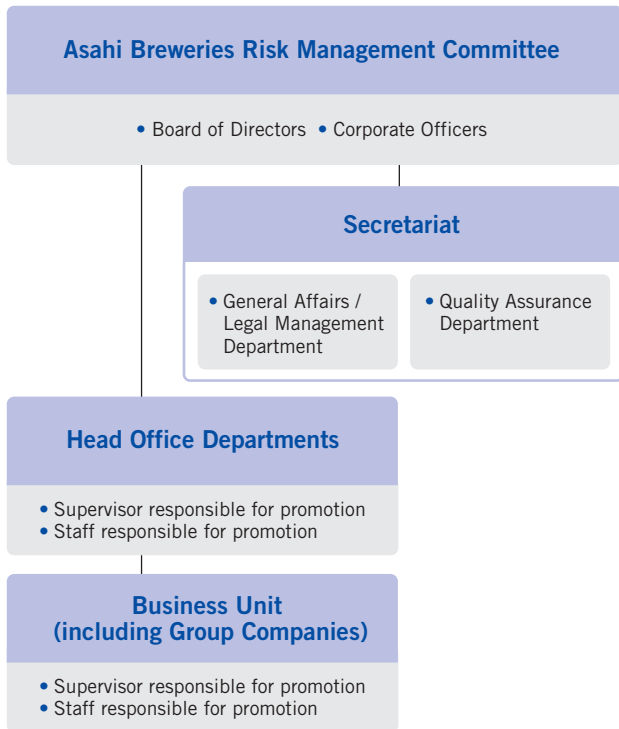 Asahi Breweries Risk Management Committee
• Board of Directors • Corporate Officers
Secretariat
• General Affairs /
Legal Management
Department
• Quality Assurance
Department
Head Office Departments
• Supervisor responsible for promotion
• Staff responsible for promotion
Business Unit
(including Group Companies)
• Supervisor responsible for promotion
• Staff responsible for promotion